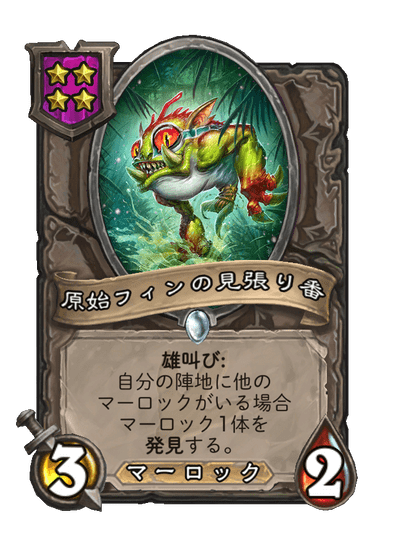 原始フィンの見張り番
雄叫び:
自分の陣地に他の
マーロックがいる場合
マーロック1体を
発見する。
3
マーロック
2